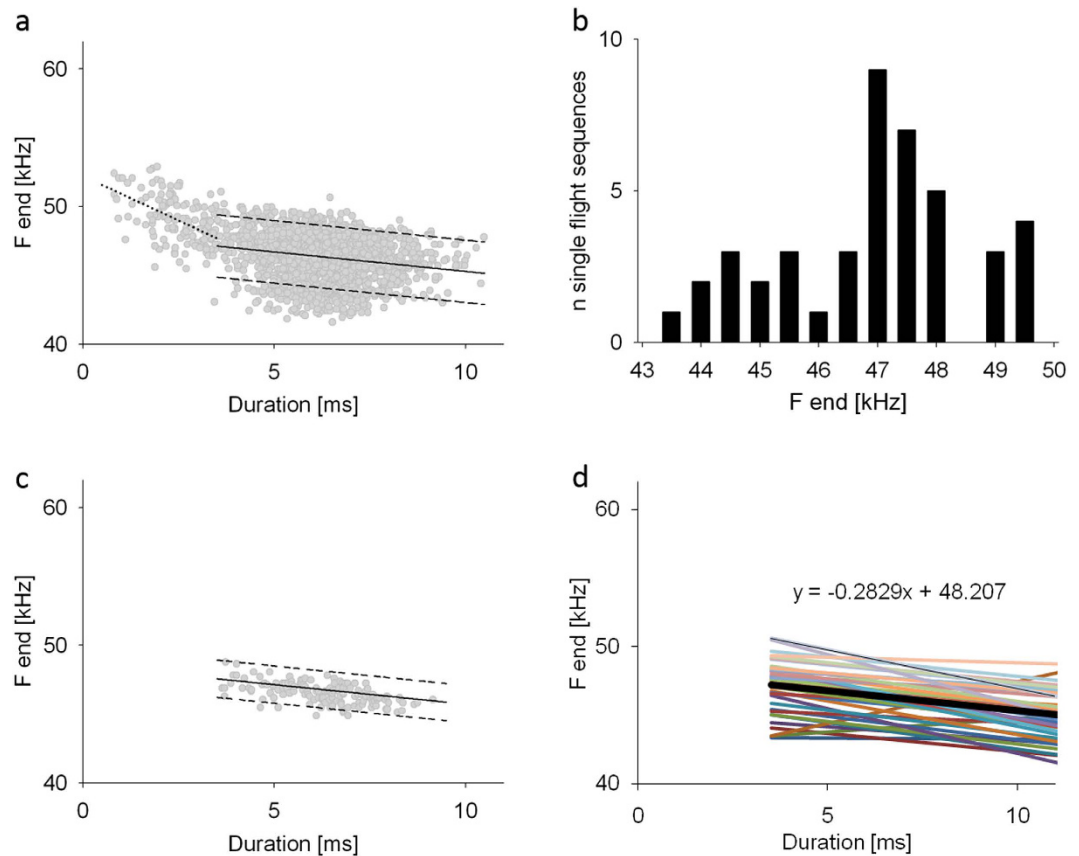 a
60
50
40
F end [kHz]
0 5 10
Duration [ms]
b
10
5
0
n single flight sequences
43 44 45 46 47 48 49 50
F end [kHz]
c
60
50
40
F end [kHz]
0 5 10
Duration [ms]
d
60
50
40
F end [kHz]
y = -0.2829x + 48.207
0 5 10
Duration [ms]